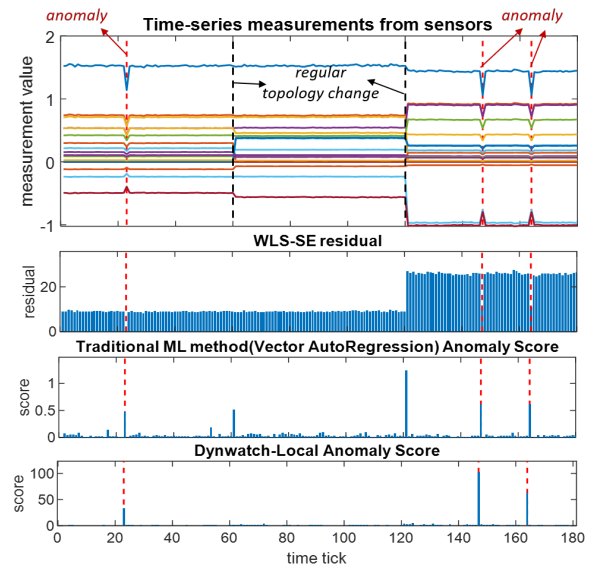 anomaly
Time-series measurements from sensors
anomaly
2
1
0
-1
measurement value
regular
topology change
WLS-SE residual
20
0
residual
Traditional ML method(Vector AutoRegression) Anomaly Score
1
0.5
0
score
Dynwatch-Local Anomaly Score
100
50
0
score
0 20 40 60 80 100 120 140 160 180
time tick